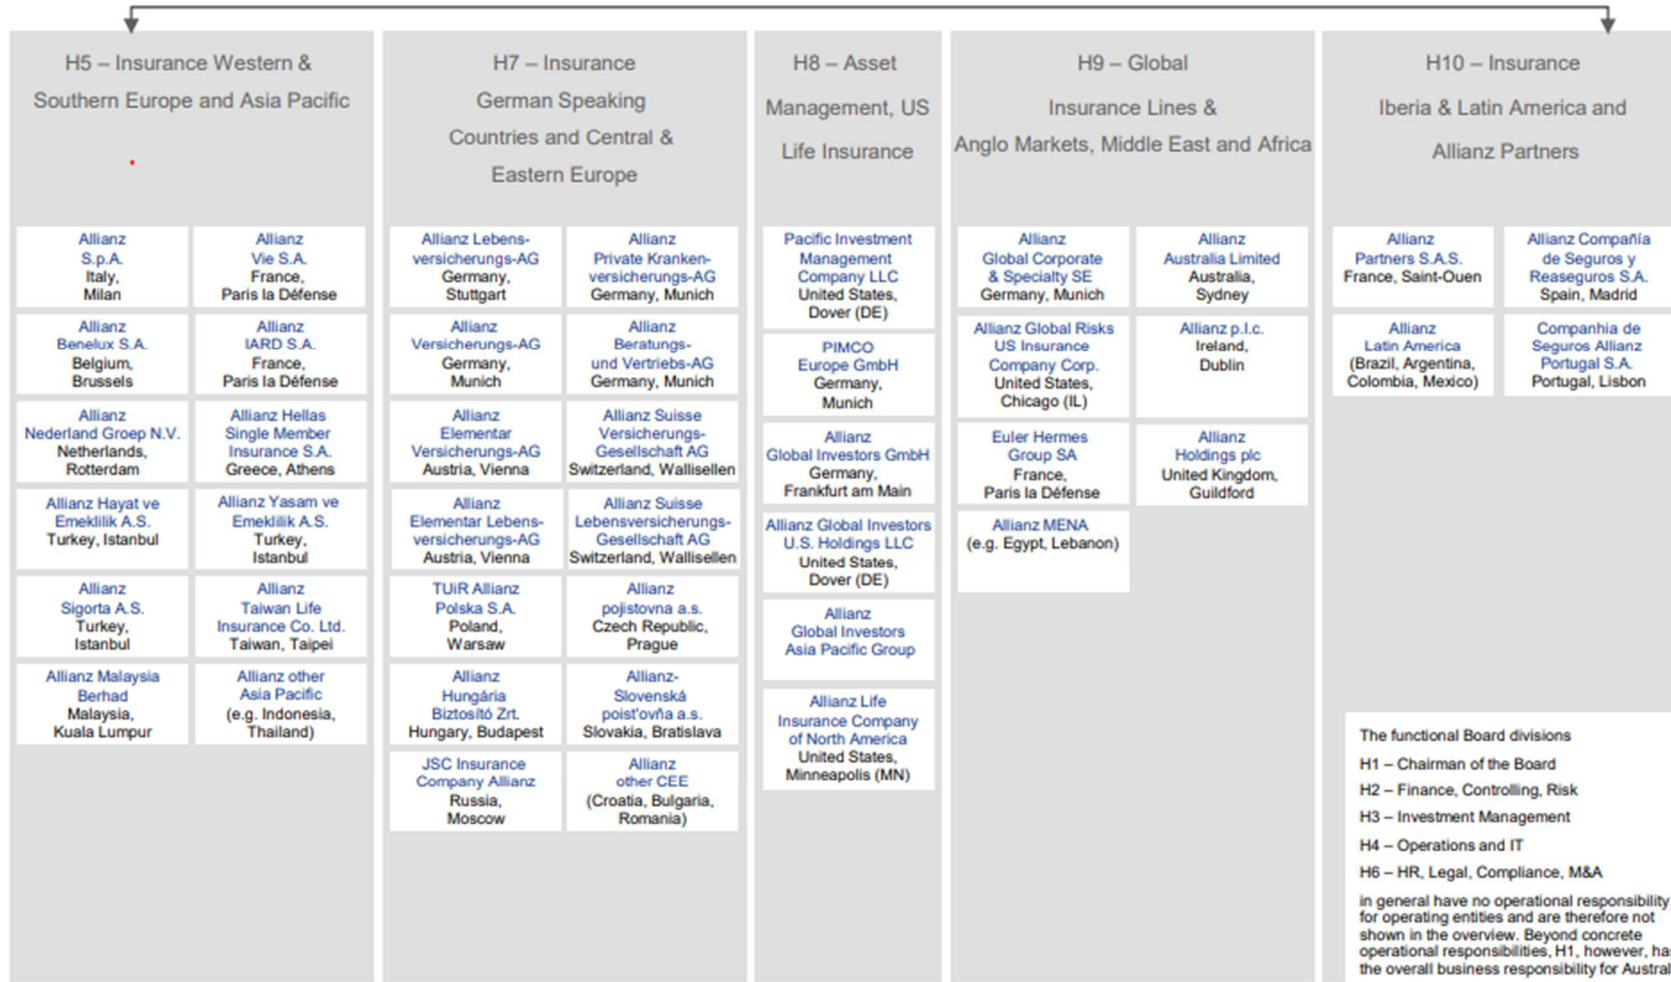 H5 – Insurance Western &
Southern Europe and Asia Pacific
Allianz
S.p.A.
Italy,
Milan
Allianz
Vie S.A.
France,
Paris la Défense
Allianz
Benelux S.A.
Belgium,
Brussels
Allianz
IARD S.A.
France,
Paris la Défense
Allianz
Nederland Groep N.V.
Netherlands,
Rotterdam
Allianz Hellas
Single Member
Insurance S.A.
Greece, Athens
Allianz Hayat ve
Emeklilik A.S.
Turkey, Istanbul
Allianz Yasam ve
Emeklilik A.S.
Turkey,
Istanbul
Allianz
Sigorta A.S.
Turkey,
Istanbul
Allianz
Taiwan Life
Insurance Co. Ltd.
Taiwan, Taipei
Allianz Malaysia
Berhad
Malaysia,
Kuala Lumpur
Allianz other
Asia Pacific
(e.g. Indonesia,
Thailand)
H7 – Insurance
German Speaking
Countries and Central &
Eastern Europe
Allianz Lebens-
versicherungs-AG
Germany,
Stuttgart
Allianz
Private Kranken-
versicherungs-AG
Germany, Munich
Allianz
Versicherungs-AG
Germany,
Munich
Allianz
Beratungs-
und Vertriebs-AG
Germany, Munich
Allianz
Elementar
Versicherungs-AG
Austria, Vienna
Allianz Suisse
Versicherungs-
Gesellschaft AG
Switzerland, Wallisellen
Allianz
Elementar Lebens-
versicherungs-AG
Austria, Vienna
Allianz Suisse
Lebensversicherungs-
Gesellschaft AG
Switzerland, Wallisellen
TUiR Allianz
Polska S.A.
Poland,
Warsaw
Allianz
pojistovna a.s.
Czech Republic,
Prague
Allianz
Hungária
Biztosító Zrt.
Hungary, Budapest
Allianz-
Slovenská
poist'ovňa a.s.
Slovakia, Bratislava
JSC Insurance
Company Allianz
Russia,
Moscow
Allianz
other CEE
(Croatia, Bulgaria,
Romania)
H8 – Asset
Management, US
Life Insurance
Pacific Investment
Management
Company LLC
United States,
Dover (DE)
PIMCO
Europe GmbH
Germany,
Munich
Allianz
Global Investors GmbH
Germany,
Frankfurt am Main
Allianz Global Investors
U.S. Holdings LLC
United States,
Dover (DE)
Allianz
Global Investors
Asia Pacific Group
Allianz Life
Insurance Company
of North America
United States,
Minneapolis (MN)
H9 – Global
Insurance Lines &
Anglo Markets, Middle East and Africa
Allianz
Global Corporate
& Specialty SE
Germany, Munich
Allianz
Australia Limited
Australia,
Sydney
Allianz Global Risks
US Insurance
Company Corp.
United States,
Chicago (IL)
Allianz p.l.c.
Ireland,
Dublin
Euler Hermes
Group SA
France,
Paris la Défense
Allianz
Holdings plc
United Kingdom,
Guildford
Allianz MENA
(e.g. Egypt, Lebanon)
H10 – Insurance
Iberia & Latin America and
Allianz Partners
Allianz
Partners S.A.S.
France, Saint-Ouen
Allianz Compañía
de Seguros y
Reaseguros S.A.
Spain, Madrid
Allianz
Latin America
(Brazil, Argentina,
Colombia, Mexico)
Companhia de
Seguros Allianz
Portugal S.A.
Portugal, Lisbon
The functional Board divisions
H1 – Chairman of the Board
H2 – Finance, Controlling, Risk
H3 – Investment Management
H4 – Operations and IT
H6 – HR, Legal, Compliance, M&A
in general have no operational responsibility
for operating entities and are therefore not
shown in the overview. Beyond concrete
operational responsibilities, H1, however, has
the overall business responsibility for Austral